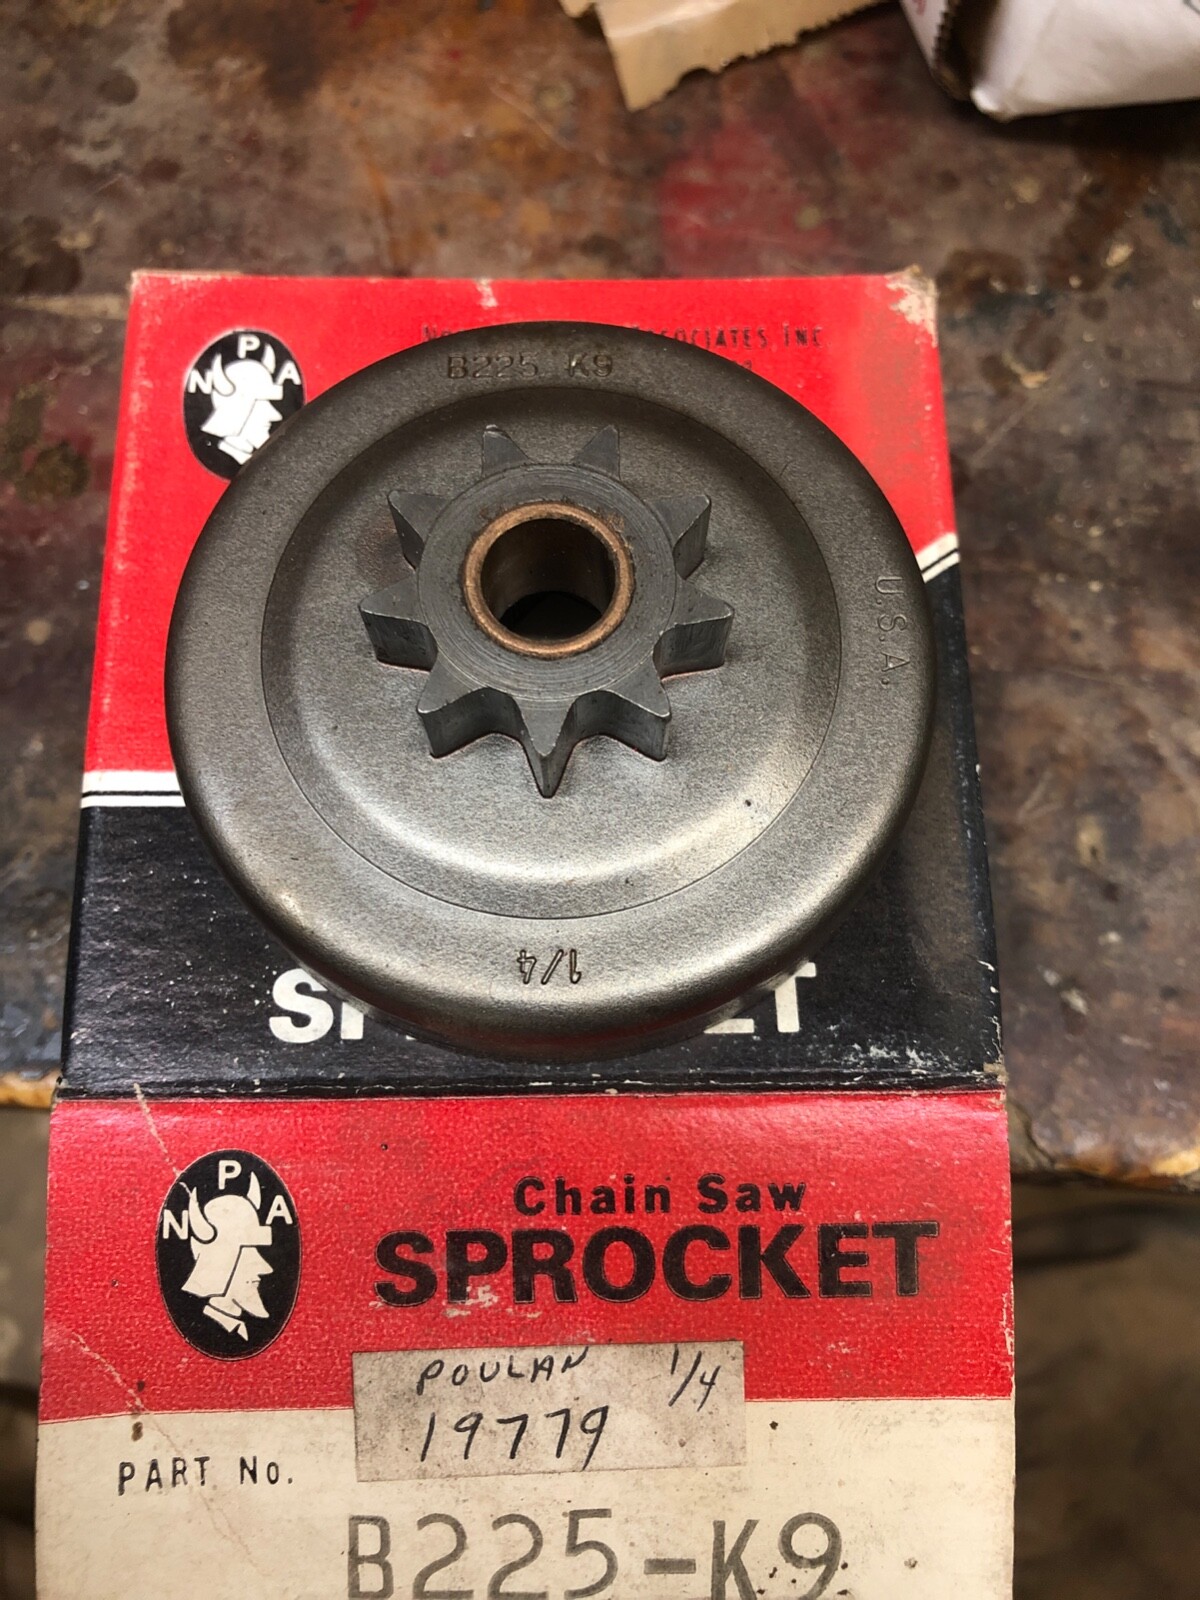 NPA
ASSOCIATES, INC
B225 K9
U.S.A.
1/4
NPA
Chain Saw
SPROCKET
POULAN 1/4
19779
PART No.
B225-K9